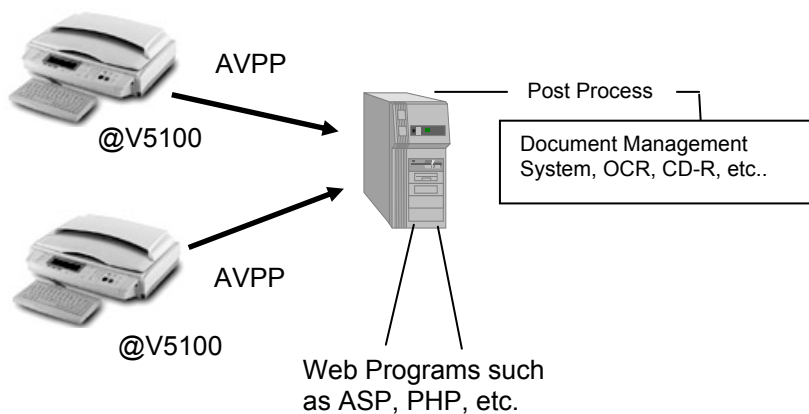 AVPP
@V5100
Post Process
Document Management
System, OCR, CD-R, etc..
AVPP
@V5100
Web Programs such
as ASP, PHP, etc.